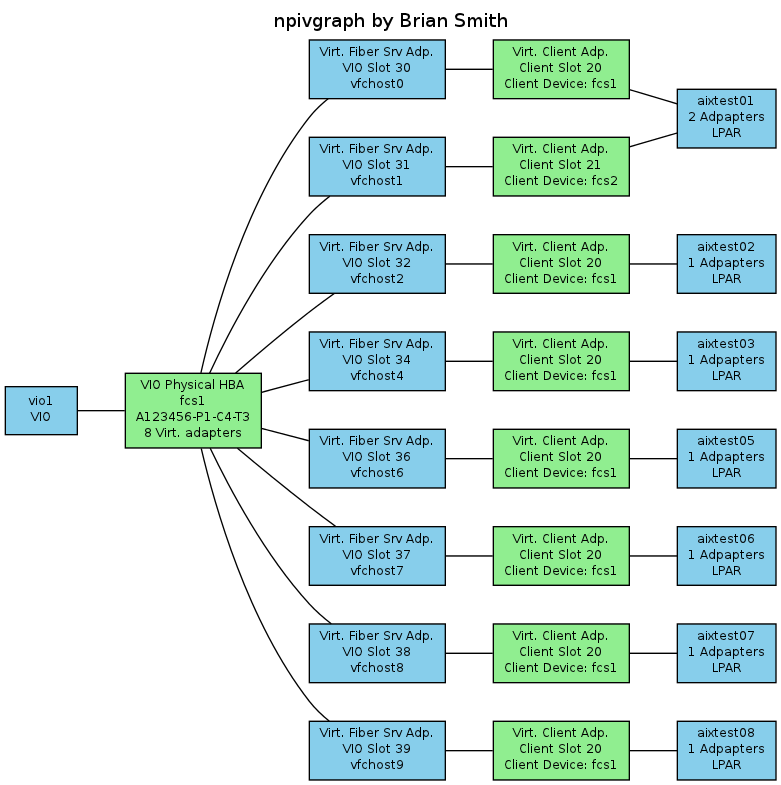 npivgraph by Brian Smith
Virt. Fiber Srv Adp.
VIO Slot 30
vfchost0
Virt. Client Adp.
Client Slot 20
Client Device: fcs1
aixtest01
2 Adpapters
LPAR
Virt. Fiber Srv Adp.
VIO Slot 31
vfchost1
Virt. Client Adp.
Client Slot 21
Client Device: fcs2
Virt. Fiber Srv Adp.
VIO Slot 32
vfchost2
Virt. Client Adp.
Client Slot 20
Client Device: fcs1
aixtest02
1 Adpapters
LPAR
Virt. Fiber Srv Adp.
VIO Slot 34
vfchost4
Virt. Client Adp.
Client Slot 20
Client Device: fcs1
aixtest03
1 Adpapters
LPAR
vio1
VIO
VIO Physical HBA
fcs1
A123456-P1-C4-T3
8 Virt. adapters
Virt. Fiber Srv Adp.
VIO Slot 36
vfchost6
Virt. Client Adp.
Client Slot 20
Client Device: fcs1
aixtest05
1 Adpapters
LPAR
Virt. Fiber Srv Adp.
VIO Slot 37
vfchost7
Virt. Client Adp.
Client Slot 20
Client Device: fcs1
aixtest06
1 Adpapters
LPAR
Virt. Fiber Srv Adp.
VIO Slot 38
vfchost8
Virt. Client Adp.
Client Slot 20
Client Device: fcs1
aixtest07
1 Adpapters
LPAR
Virt. Fiber Srv Adp.
VIO Slot 39
vfchost9
Virt. Client Adp.
Client Slot 20
Client Device: fcs1
aixtest08
1 Adpapters
LPAR